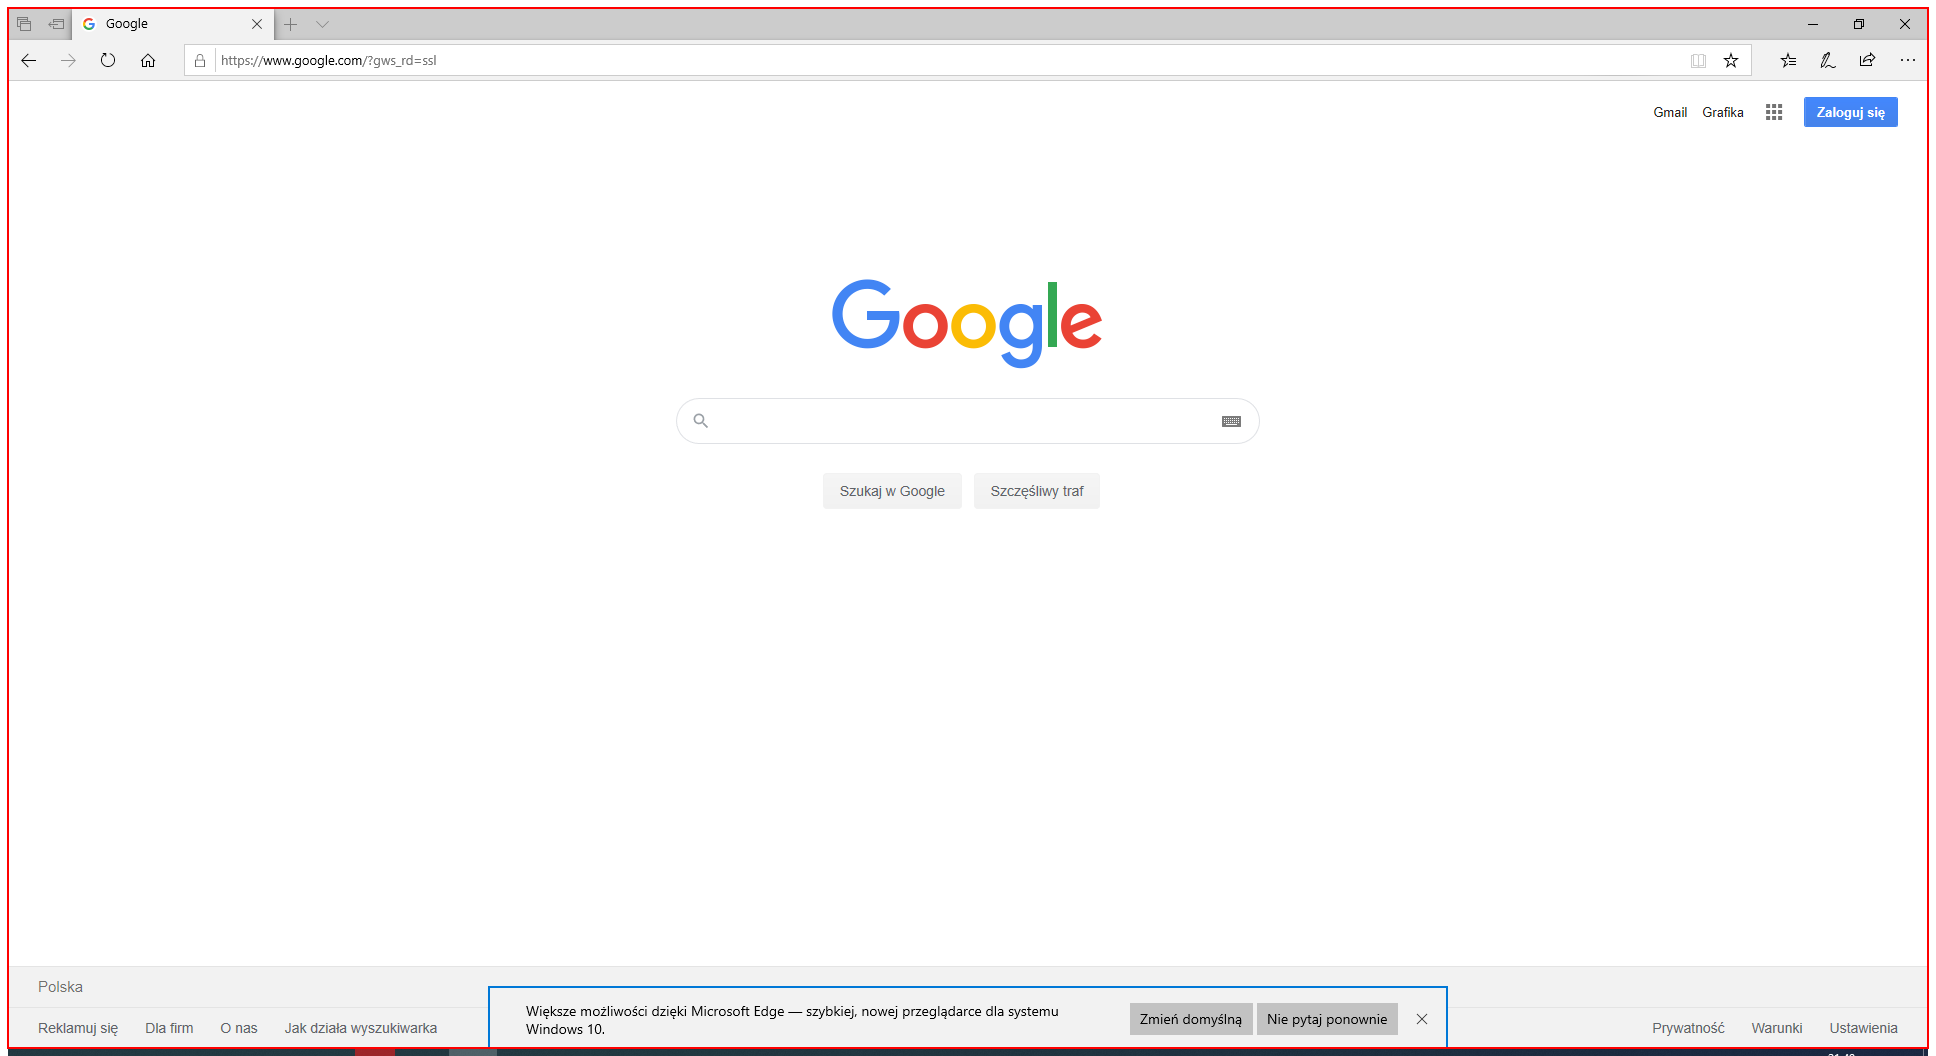 Google
https://www.google.com/?gws_rd=ssl
Gmail Grafika Zaloguj się
Google
Szukaj w Google Szczęśliwy traf
Polska
Większe możliwości dzięki Microsoft Edge — szybkiej, nowej przeglądarce dla systemu
Windows 10.
Zmień domyślną Nie pytaj ponownie
Reklamuj się Dla firm O nas Jak działa wyszukiwarka
Prywatność Warunki Ustawienia